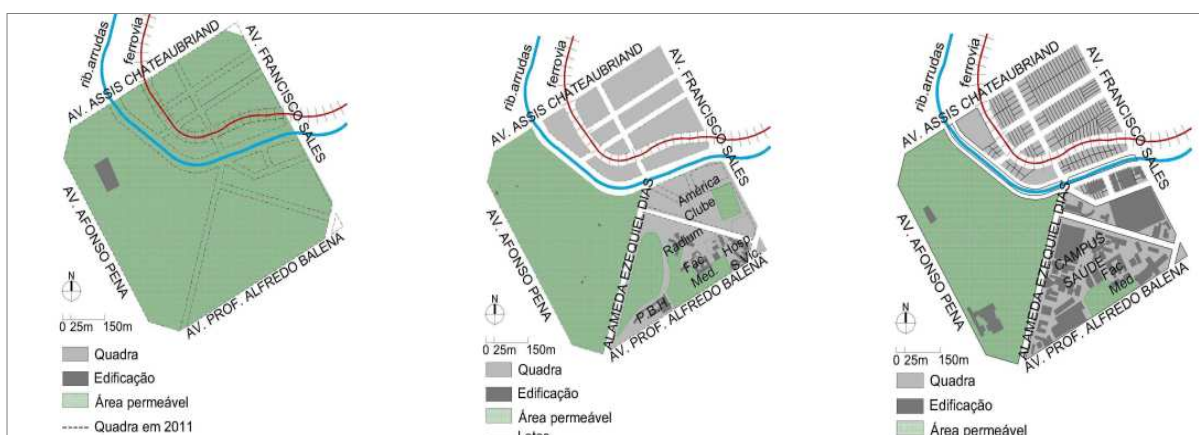 rib.arrudas
ferrovia
AV. ASSIS CHATEAUBRIAND
AV. FRANCISCO SALES
AV. AFONSO PENA
AV. PROF. ALFREDO BALENA
N
0 25m 150m
Quadra
Edificação
Área permeável
Quadra em 2011
rib.arrudas
ferrovia
AV. ASSIS CHATEAUBRIAND
AV. FRANCISCO SALES
América
Clube
Radium
Fac.
Med
Hosp
S.Vic.
P.B.H.
ALAMEDA EZEQUIEL DIAS
AV. AFONSO PENA
AV. PROF. ALFREDO BALENA
N
0 25m 150m
Quadra
Edificação
Área permeável
rib.arrudas
ferrovia
AV. ASSIS CHATEAUBRIAND
AV. FRANCISCO SALES
CAMPUS
SAÚDE
Fac.
Med
ALAMEDA EZEQUIEL DIAS
AV. AFONSO PENA
AV. PROF. ALFREDO BALENA
N
0 25m 150m
Quadra
Edificação
Área permeável